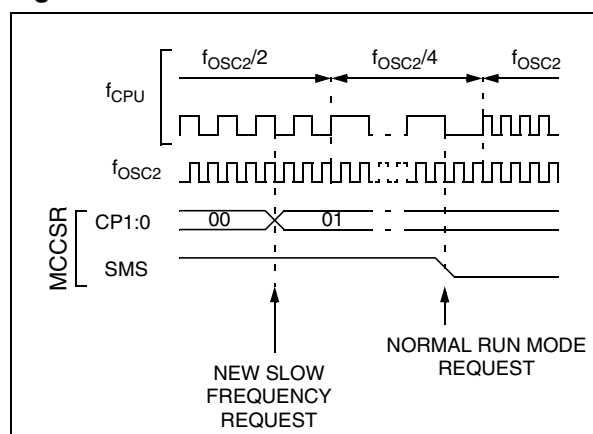 fOSC2/2 fOSC2/4 fOSC2
fCPU
fOSC2
MCCSR
CP1:0 00 01
SMS
NEW SLOW
FREQUENCY
REQUEST
NORMAL RUN MODE
REQUEST